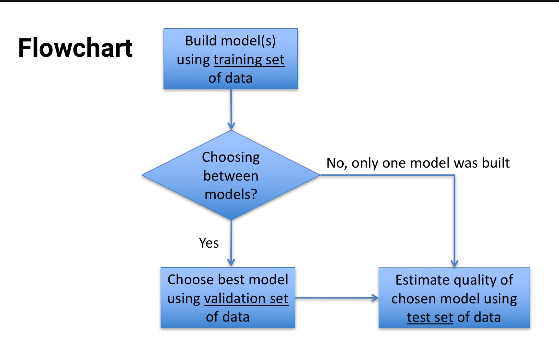 Flowchart
Build model(s)
using training set
of data
Choosing
between
models?
No, only one model was built
Yes
Choose best model
using validation set
of data
Estimate quality of
chosen model using
test set of data